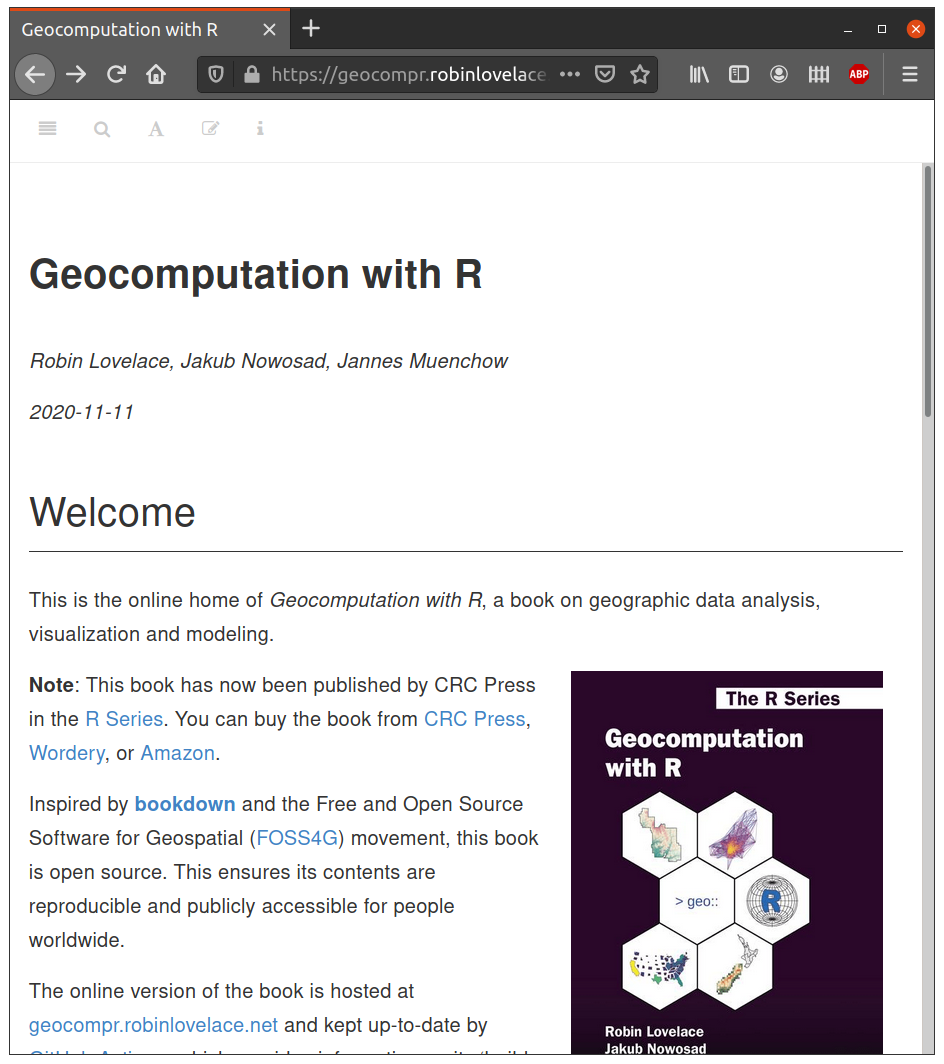 Geocomputation with R
https://geocompr.robinlovelace
ABP
Geocomputation with R
Robin Lovelace, Jakub Nowosad, Jannes Muenchow
2020-11-11
Welcome
This is the online home of Geocomputation with R, a book on geographic data analysis,
visualization and modeling.
Note: This book has now been published by CRC Press
in the R Series. You can buy the book from CRC Press,
Wordery, or Amazon.
Inspired by bookdown and the Free and Open Source
Software for Geospatial (FOSS4G) movement, this book
is open source. This ensures its contents are
reproducible and publicly accessible for people
worldwide.
The online version of the book is hosted at
geocompr.robinlovelace.net and kept up-to-date by
The R Series
Geocomputation
with R
> geo::
R
Robin Lovelace
Jakub Nowosad